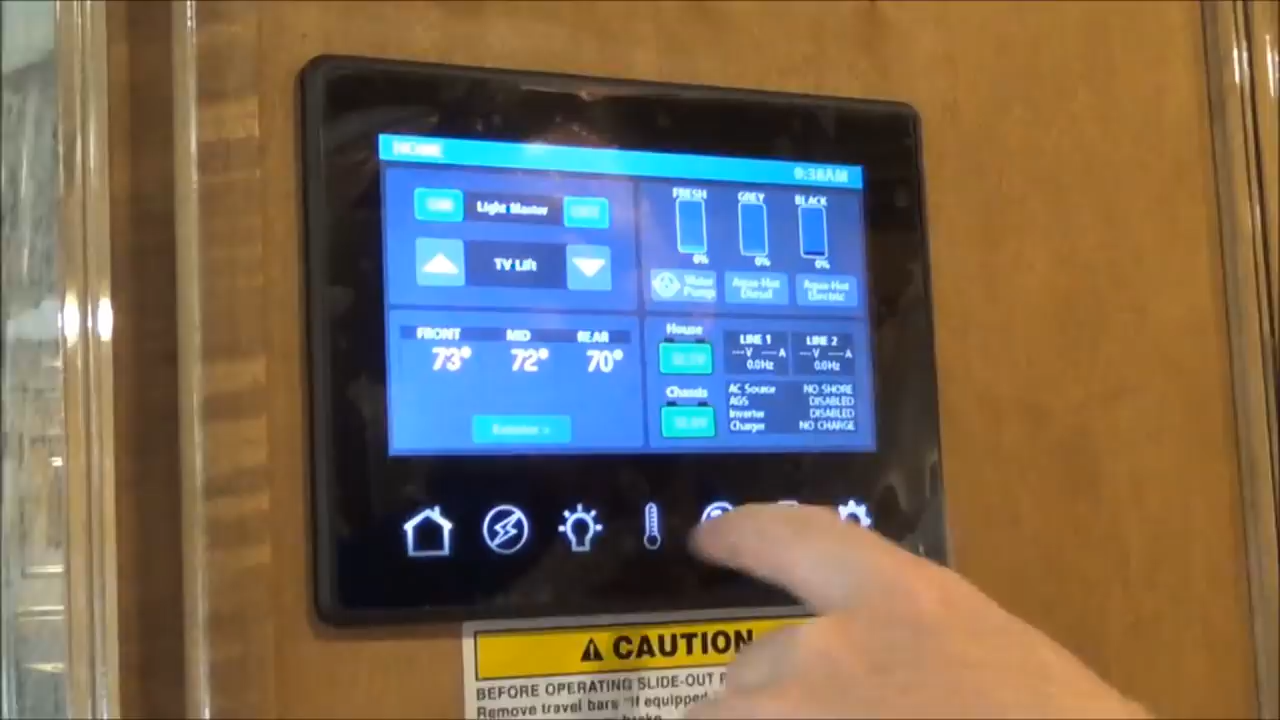 HOME
9:38AM
Light Master
TV Lift
FRESH GREY BLACK
0% 0% 0%
Water Pump
Aqua-Hot Diesel
Aqua-Hot Electric
FRONT MID REAR
73° 72° 70°
House
Chassis
LINE 1 LINE 2
---V ---A ---V ---A
0.0Hz 0.0Hz
AC Source NO SHORE
AGS DISABLED
Inverter DISABLED
Charger NO CHARGE
CAUTION
BEFORE OPERATING SLIDE-OUT
Remove travel bars "if equipped
brake